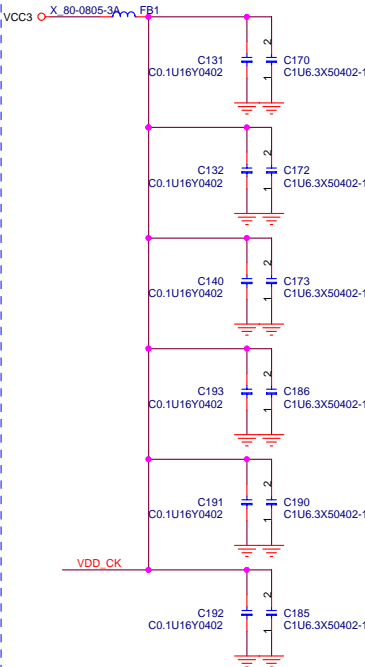 VCC3 X_80-0805-3A FB1
2
C131 C170
C0.1U16Y0402 C1U6.3X50402-1
1
2
C132 C172
C0.1U16Y0402 C1U6.3X50402-1
1
2
C140 C173
C0.1U16Y0402 C1U6.3X50402-1
1
2
C193 C186
C0.1U16Y0402 C1U6.3X50402-1
1
2
C191 C190
C0.1U16Y0402 C1U6.3X50402-1
1
VDD_CK
2
C192 C185
C0.1U16Y0402 C1U6.3X50402-1
1